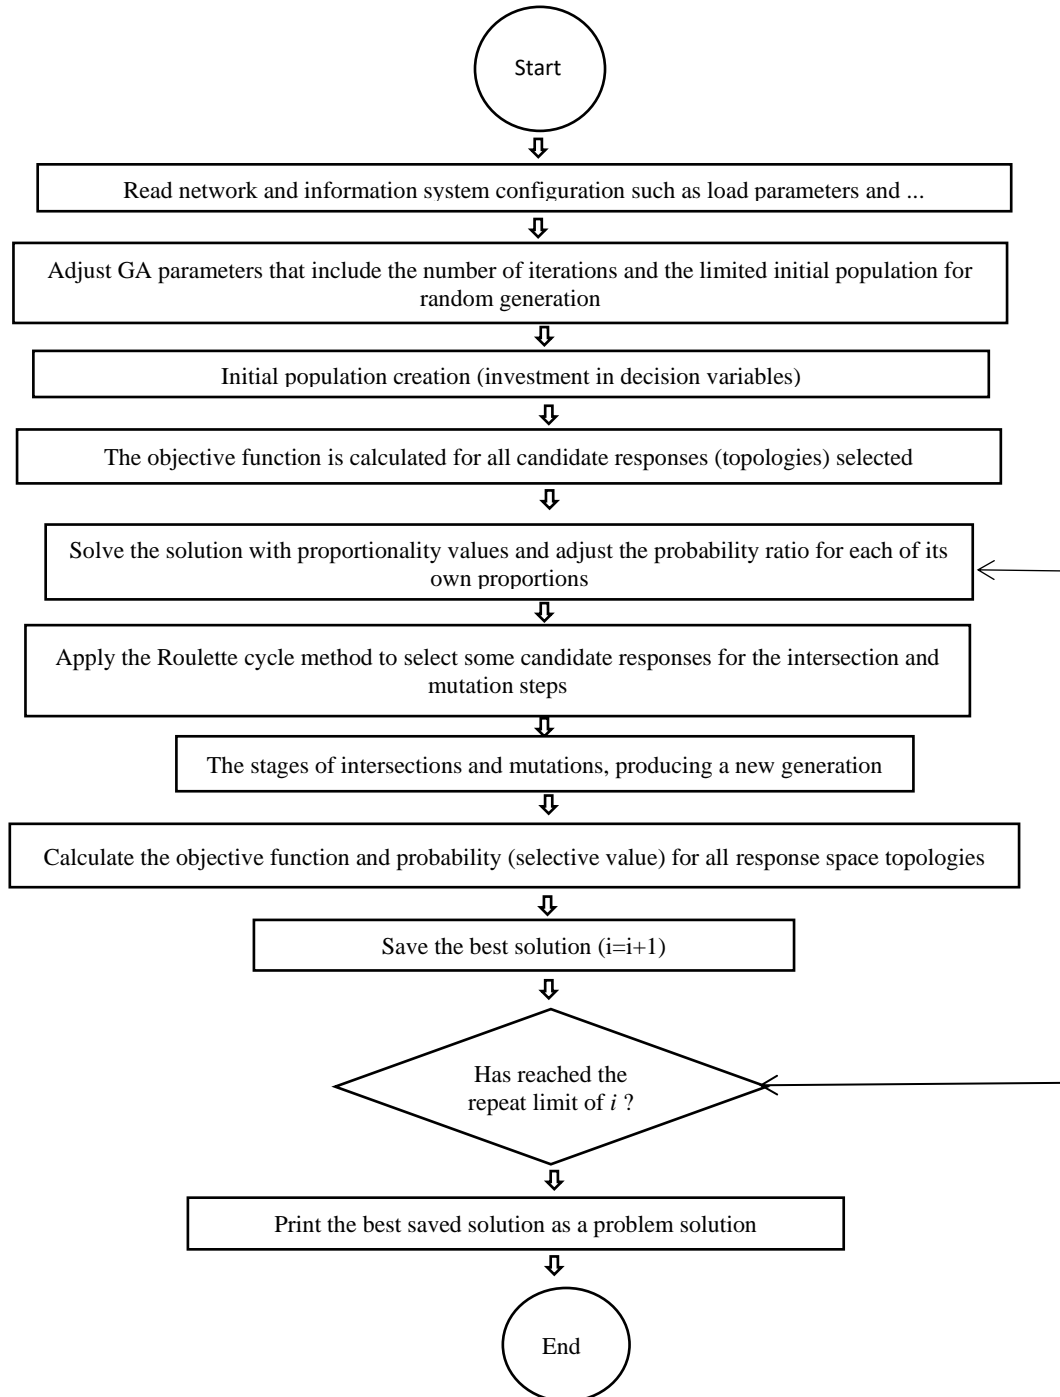 Start
Read network and information system configuration such as load parameters and ...
Adjust GA parameters that include the number of iterations and the limited initial population for
random generation
Initial population creation (investment in decision variables)
The objective function is calculated for all candidate responses (topologies) selected
Solve the solution with proportionality values and adjust the probability ratio for each of its
own proportions
Apply the Roulette cycle method to select some candidate responses for the intersection and
mutation steps
The stages of intersections and mutations, producing a new generation
Calculate the objective function and probability (selective value) for all response space topologies
Save the best solution (i=i+1)
Has reached the
repeat limit of i ?
Print the best saved solution as a problem solution
End